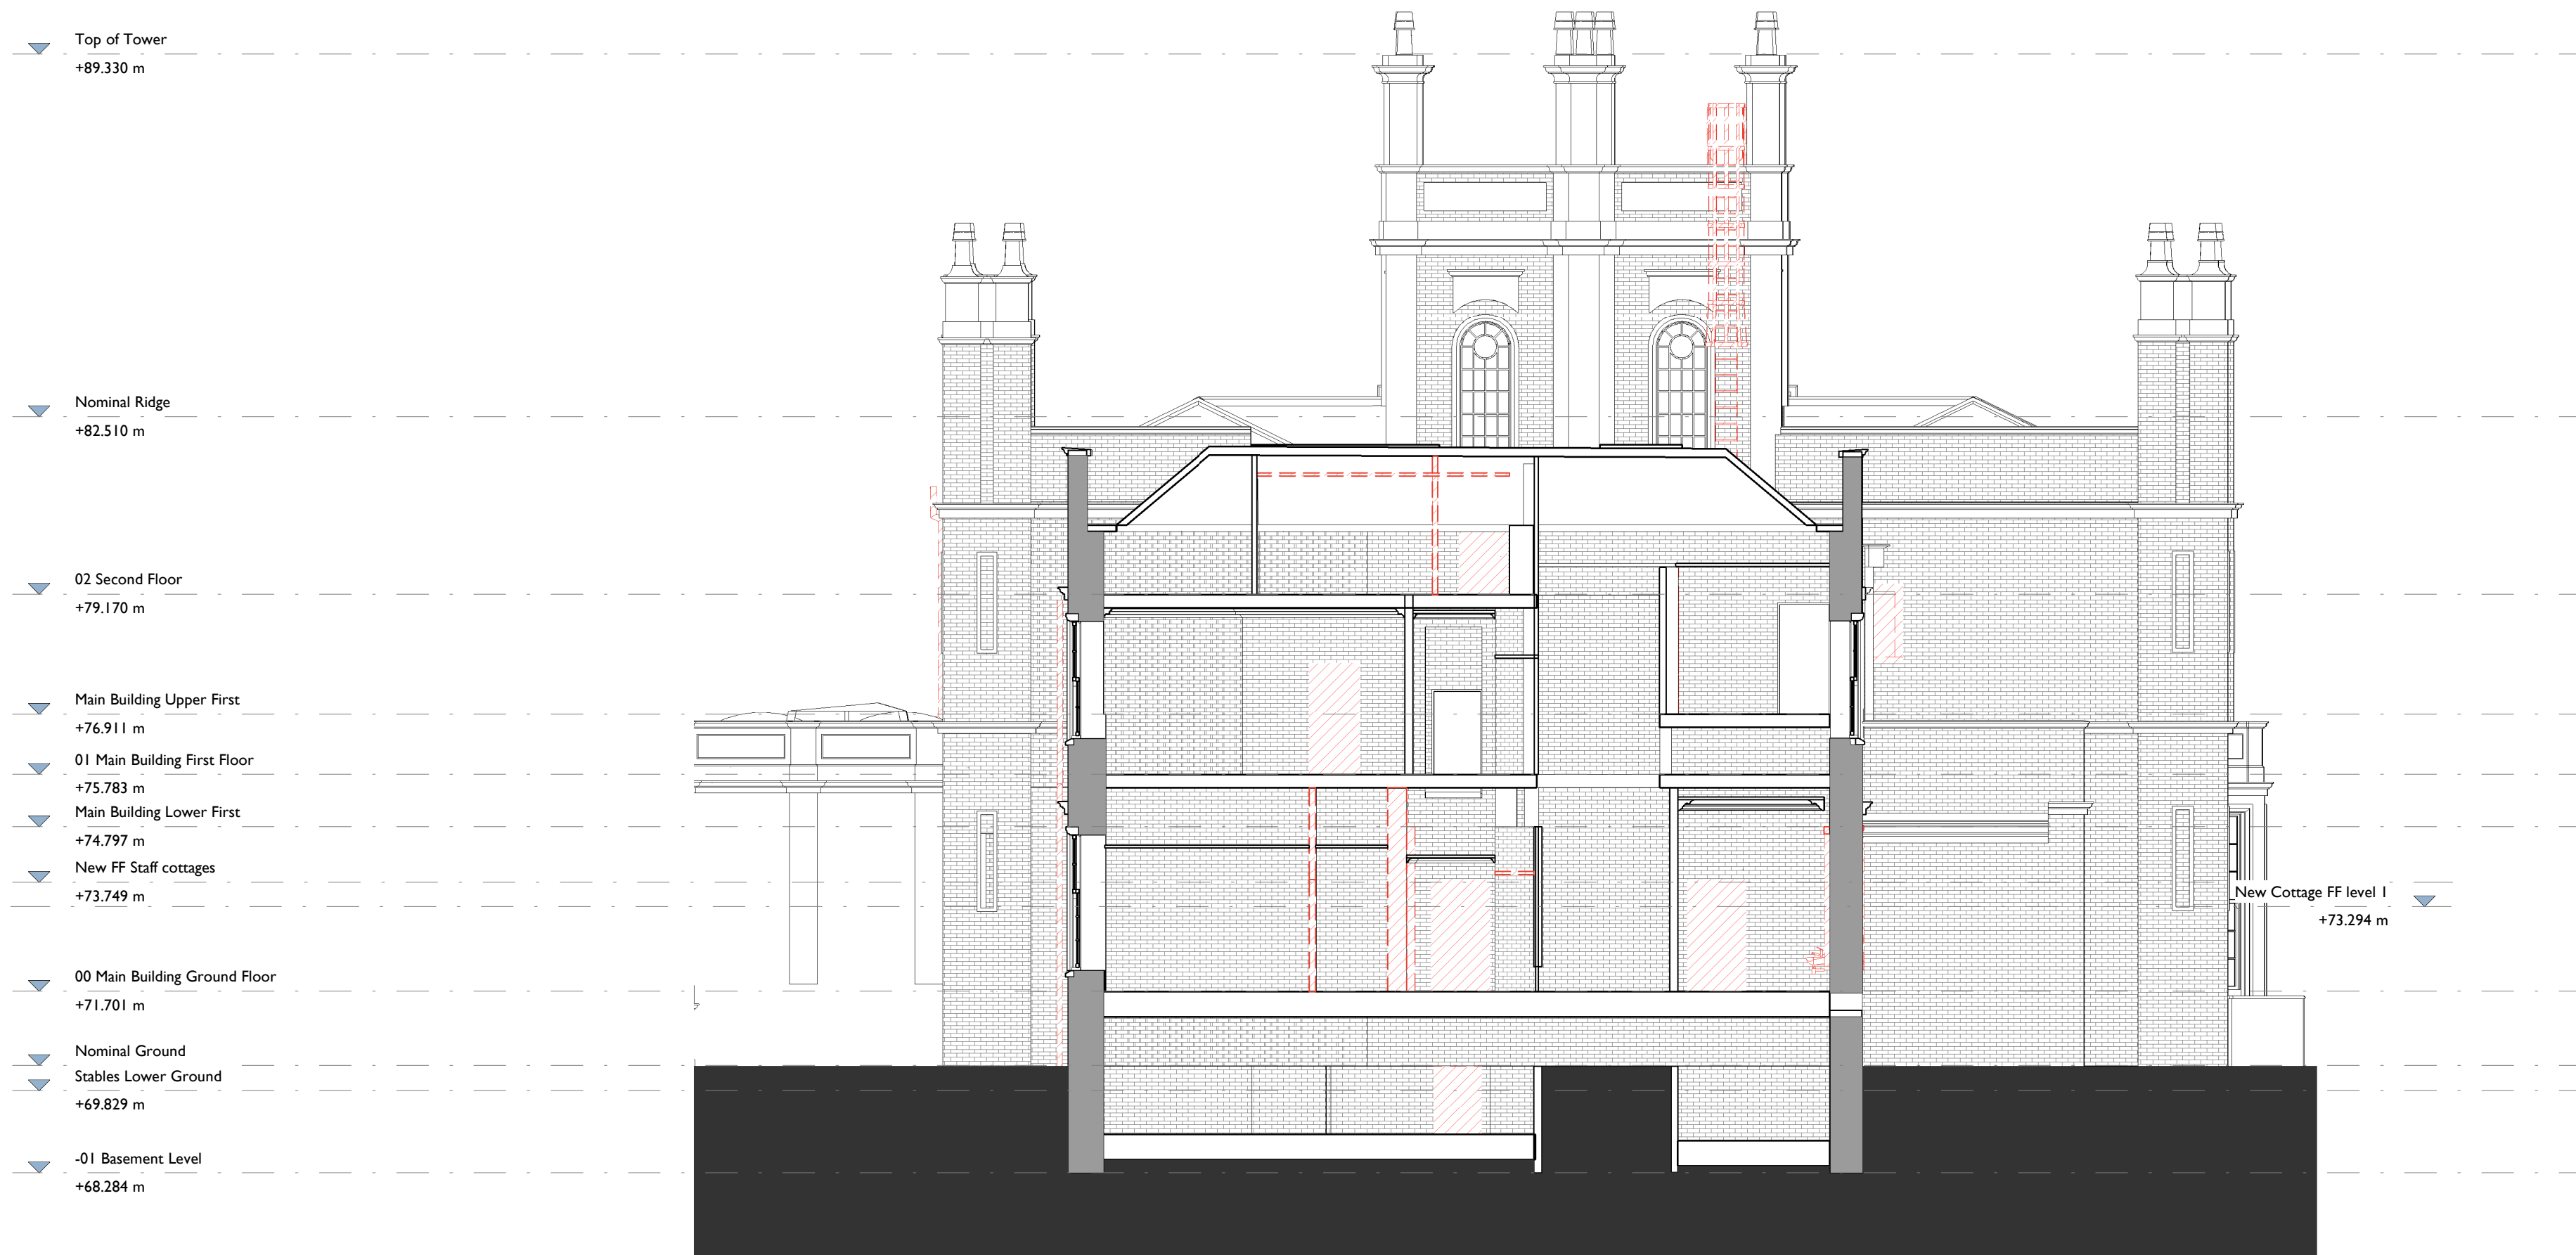 Top of Tower
+89.330 m
Nominal Ridge
+82.510 m
02 Second Floor
+79.170 m
Main Building Upper First
+76.911 m
01 Main Building First Floor
+75.783 m
Main Building Lower First
+74.797 m
New FF Staff cottages
+73.749 m
New Cottage FF level 1
+73.294 m
00 Main Building Ground Floor
+71.701 m
Nominal Ground
Stables Lower Ground
+69.829 m
-01 Basement Level
+68.284 m